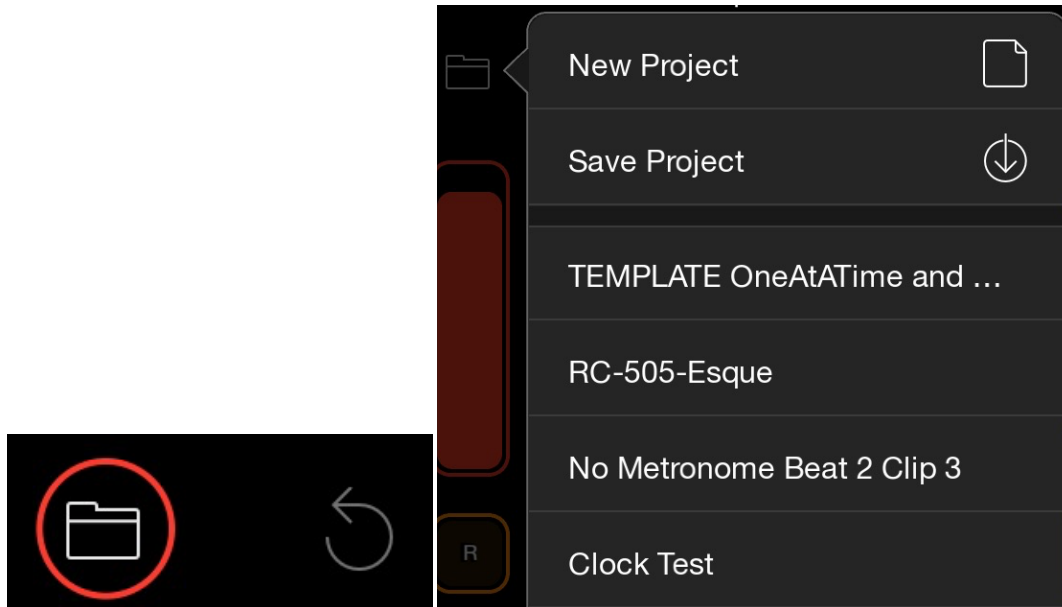 New Project
Save Project
TEMPLATE OneAtATime and ...
RC-505-Esque
No Metronome Beat 2 Clip 3
R
Clock Test